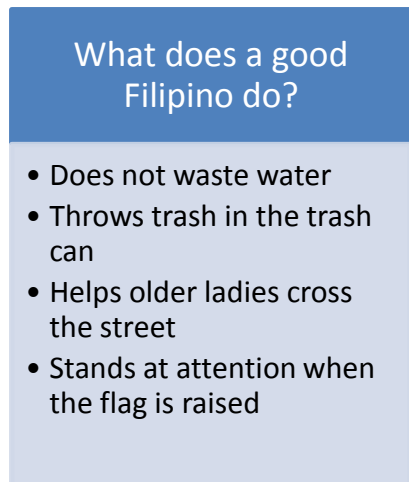 What does a good
Filipino do?
• Does not waste water
• Throws trash in the trash
can
• Helps older ladies cross
the street
• Stands at attention when
the flag is raised